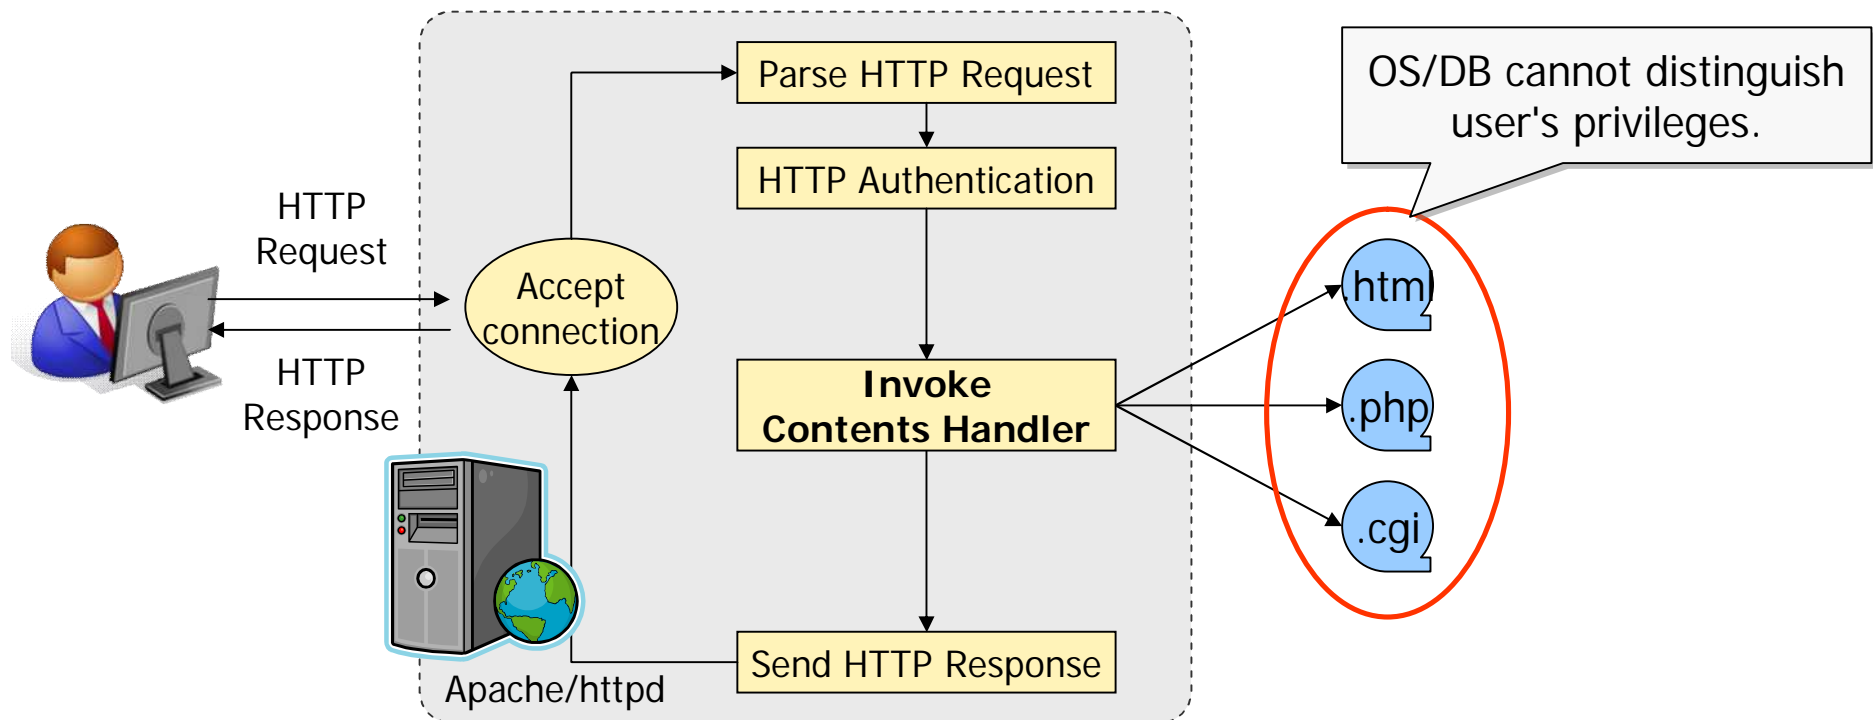 Parse HTTP Request
OS/DB cannot distinguish
user's privileges.
HTTP Authentication
HTTP
Request
Accept
connection
.html
HTTP
Response
Invoke
Contents Handler
.php
.cgi
Send HTTP Response
Apache/httpd